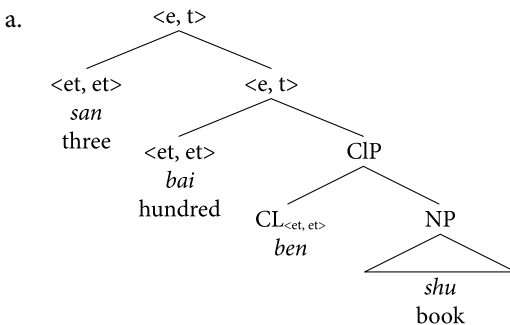 a.
<e, t>
<et, et>
san
three
<e, t>
<et, et>
bai
hundred
ClP
CL<et, et>
ben
NP
shu
book